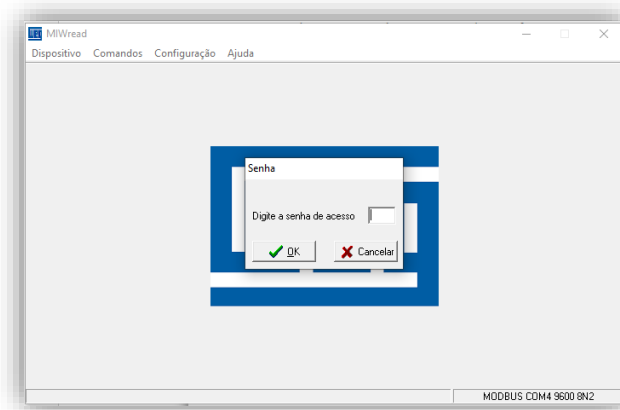 MIWread
Dispositivo Comandos Configuração Ajuda
Senha
Digite a senha de acesso
OK Cancelar
MODBUS COM4 9600 8N2